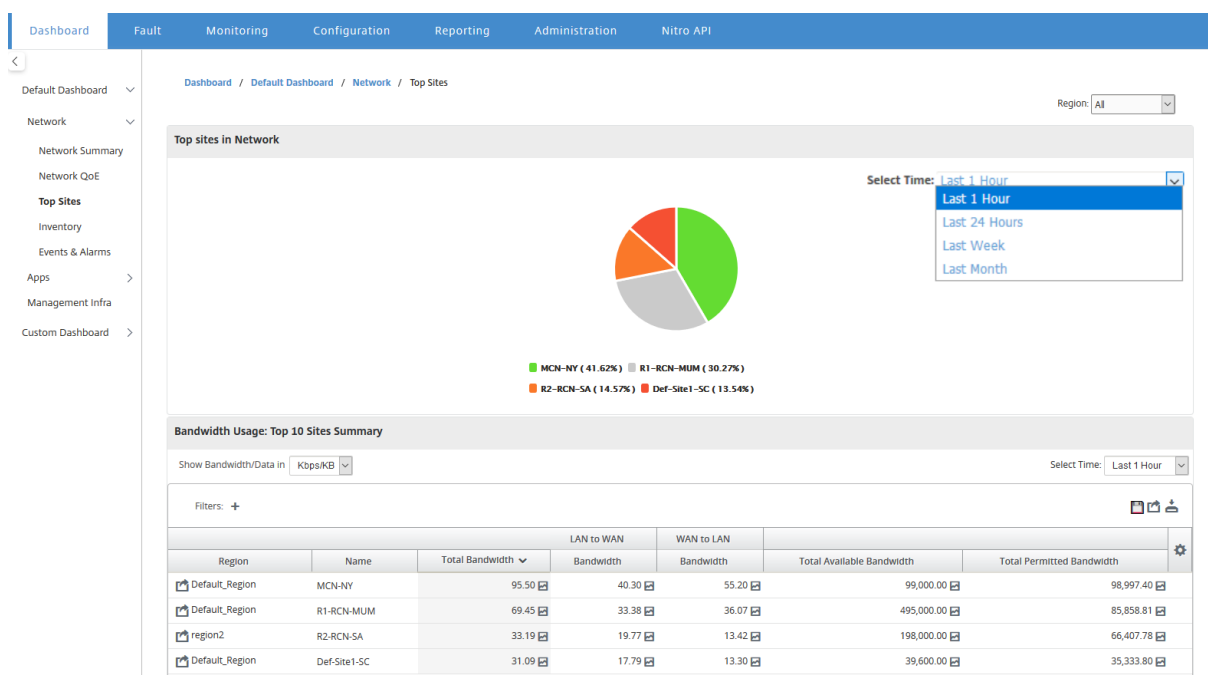 Dashboard Fault Monitoring Configuration Reporting Administration Nitro API
Default Dashboard
Network
Network Summary
Network QoE
Top Sites
Inventory
Events & Alarms
Apps
Management Infra
Custom Dashboard
Dashboard / Default Dashboard / Network / Top Sites
Region: All
Top sites in Network
Select Time: Last 1 Hour
Last 1 Hour
Last 24 Hours
Last Week
Last Month
MCN-NY ( 41.62% ) R1-RCN-MUM ( 30.27% )
R2-RCN-SA ( 14.57% ) Def-Site1-SC ( 13.54% )
Bandwidth Usage: Top 10 Sites Summary
Show Bandwidth/Data in Kbps/KB Select Time: Last 1 Hour
Filters: +
LAN to WAN WAN to LAN
Region Name Total Bandwidth Bandwidth Bandwidth Total Available Bandwidth Total Permitted Bandwidth
Default_Region MCN-NY 95.50 40.30 55.20 99,000.00 98,997.40
Default_Region R1-RCN-MUM 69.45 33.38 36.07 495,000.00 85,858.81
region2 R2-RCN-SA 33.19 19.77 13.42 198,000.00 66,407.78
Default_Region Def-Site1-SC 31.09 17.79 13.30 39,600.00 35,333.80